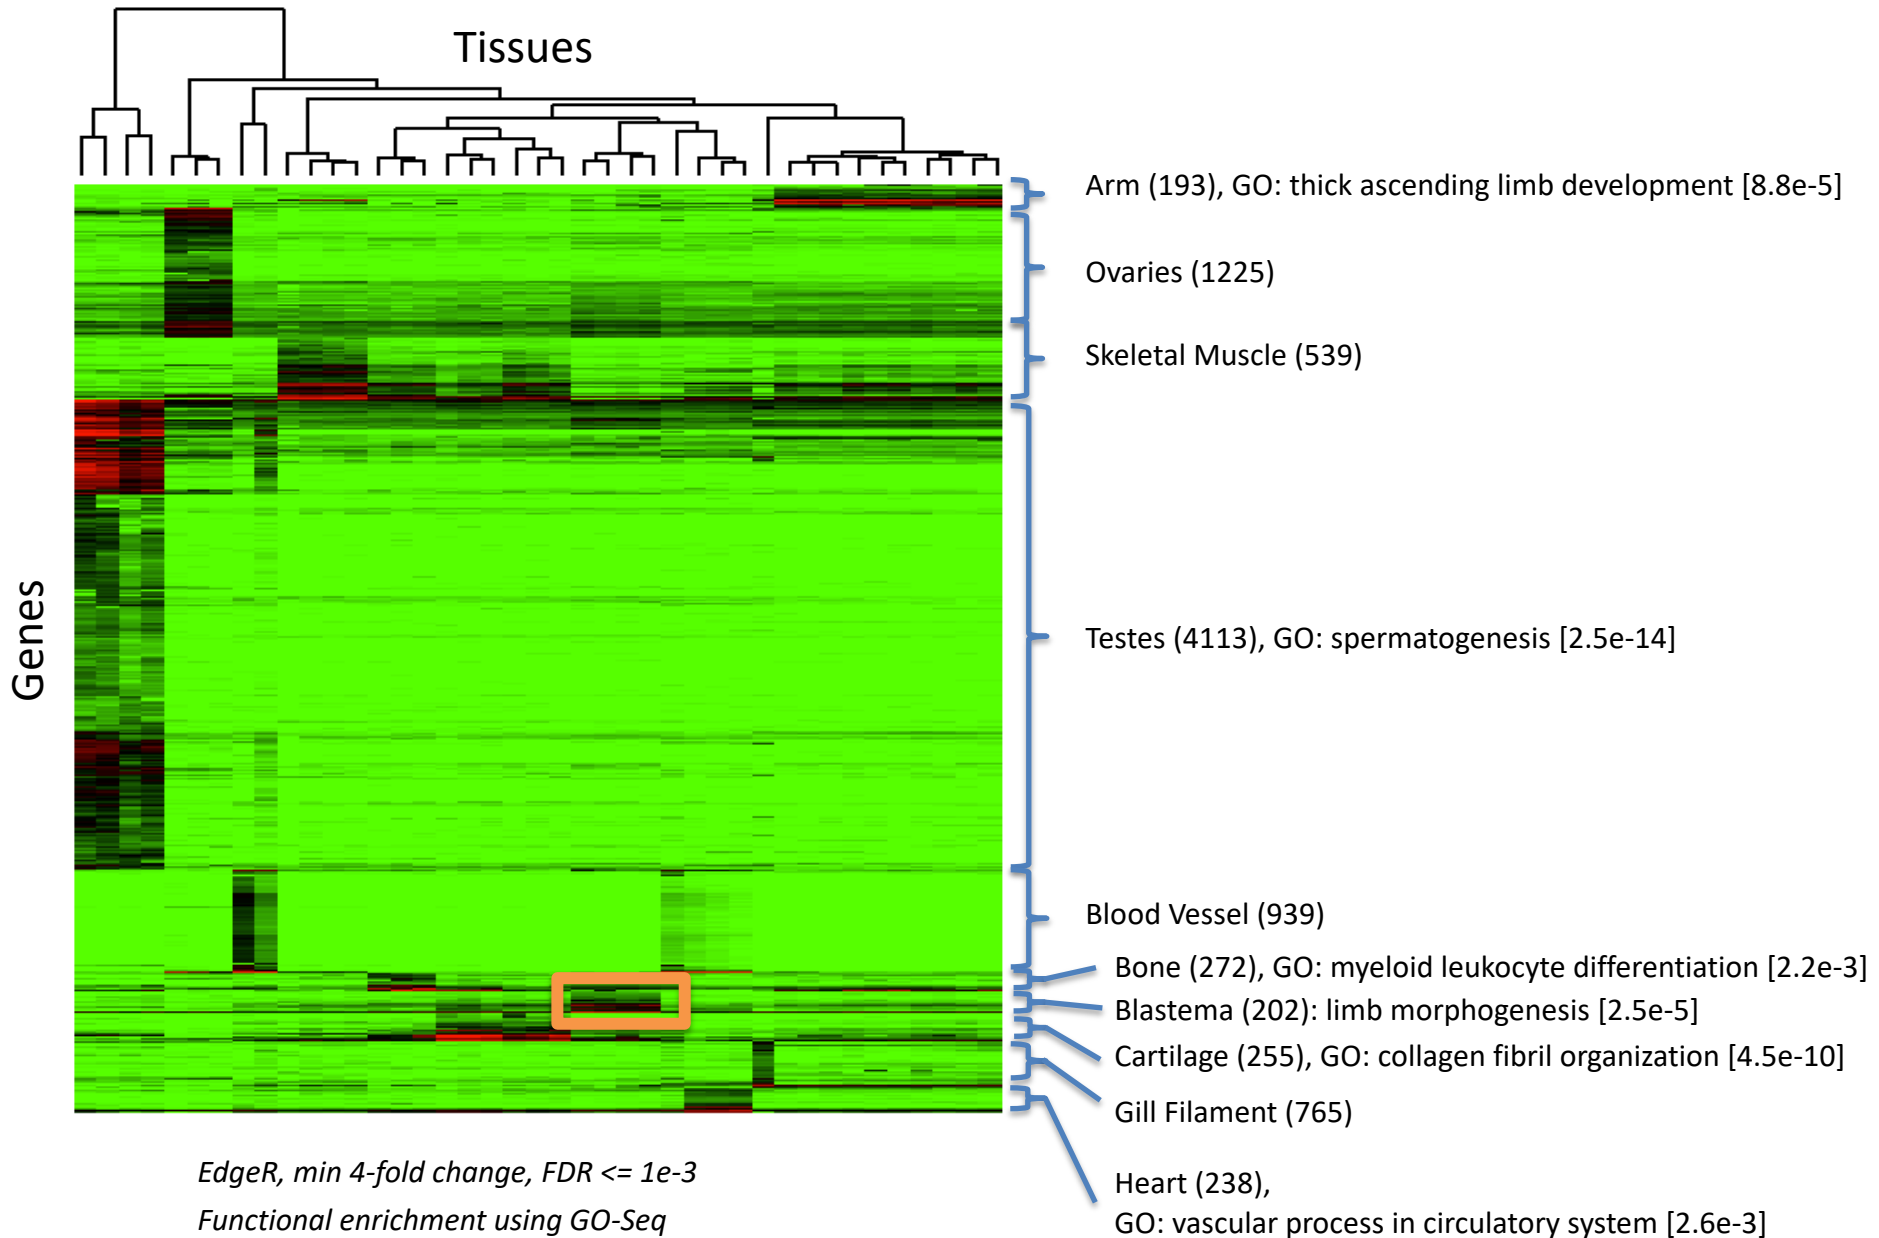 Tissues
Genes
Arm (193), GO: thick ascending limb development [8.8e-5]
Ovaries (1225)
Skeletal Muscle (539)
Testes (4113), GO: spermatogenesis [2.5e-14]
Blood Vessel (939)
Bone (272), GO: myeloid leukocyte differentiation [2.2e-3]
Blastema (202): limb morphogenesis [2.5e-5]
Cartilage (255), GO: collagen fibril organization [4.5e-10]
Gill Filament (765)
Heart (238),
GO: vascular process in circulatory system [2.6e-3]
EdgeR, min 4-fold change, FDR <= 1e-3
Functional enrichment using GO-Seq